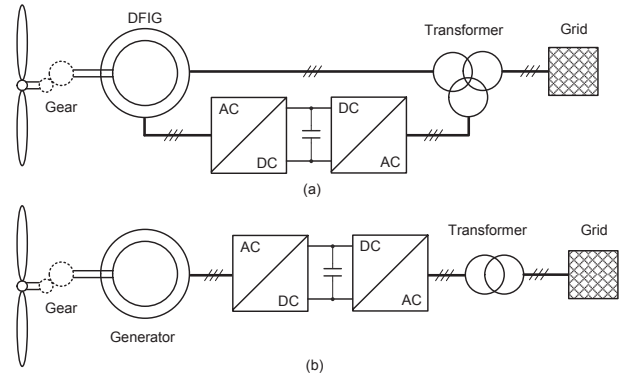 DFIG
Transformer
Grid
Gear
AC
DC
DC
AC
(a)
Transformer
Grid
AC
DC
DC
AC
Gear
Generator
(b)